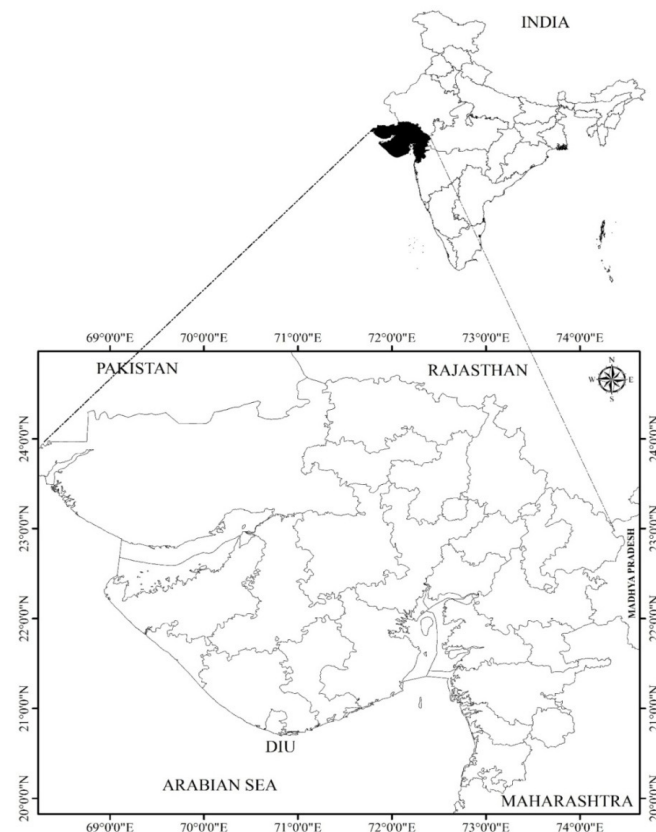 INDIA
69°0'0"E 70°0'0"E 71°0'0"E 72°0'0"E 73°0'0"E 74°0'0"E
PAKISTAN RAJASTHAN
N
W E
S
24°0'0"N 24°0'0"N
23°0'0"N 23°0'0"N
MADHYA PRADESH
22°0'0"N 22°0'0"N
21°0'0"N 21°0'0"N
DIU
ARABIAN SEA
MAHARASHTRA
20°0'0"N 20°0'0"N
69°0'0"E 70°0'0"E 71°0'0"E 72°0'0"E 73°0'0"E 74°0'0"E